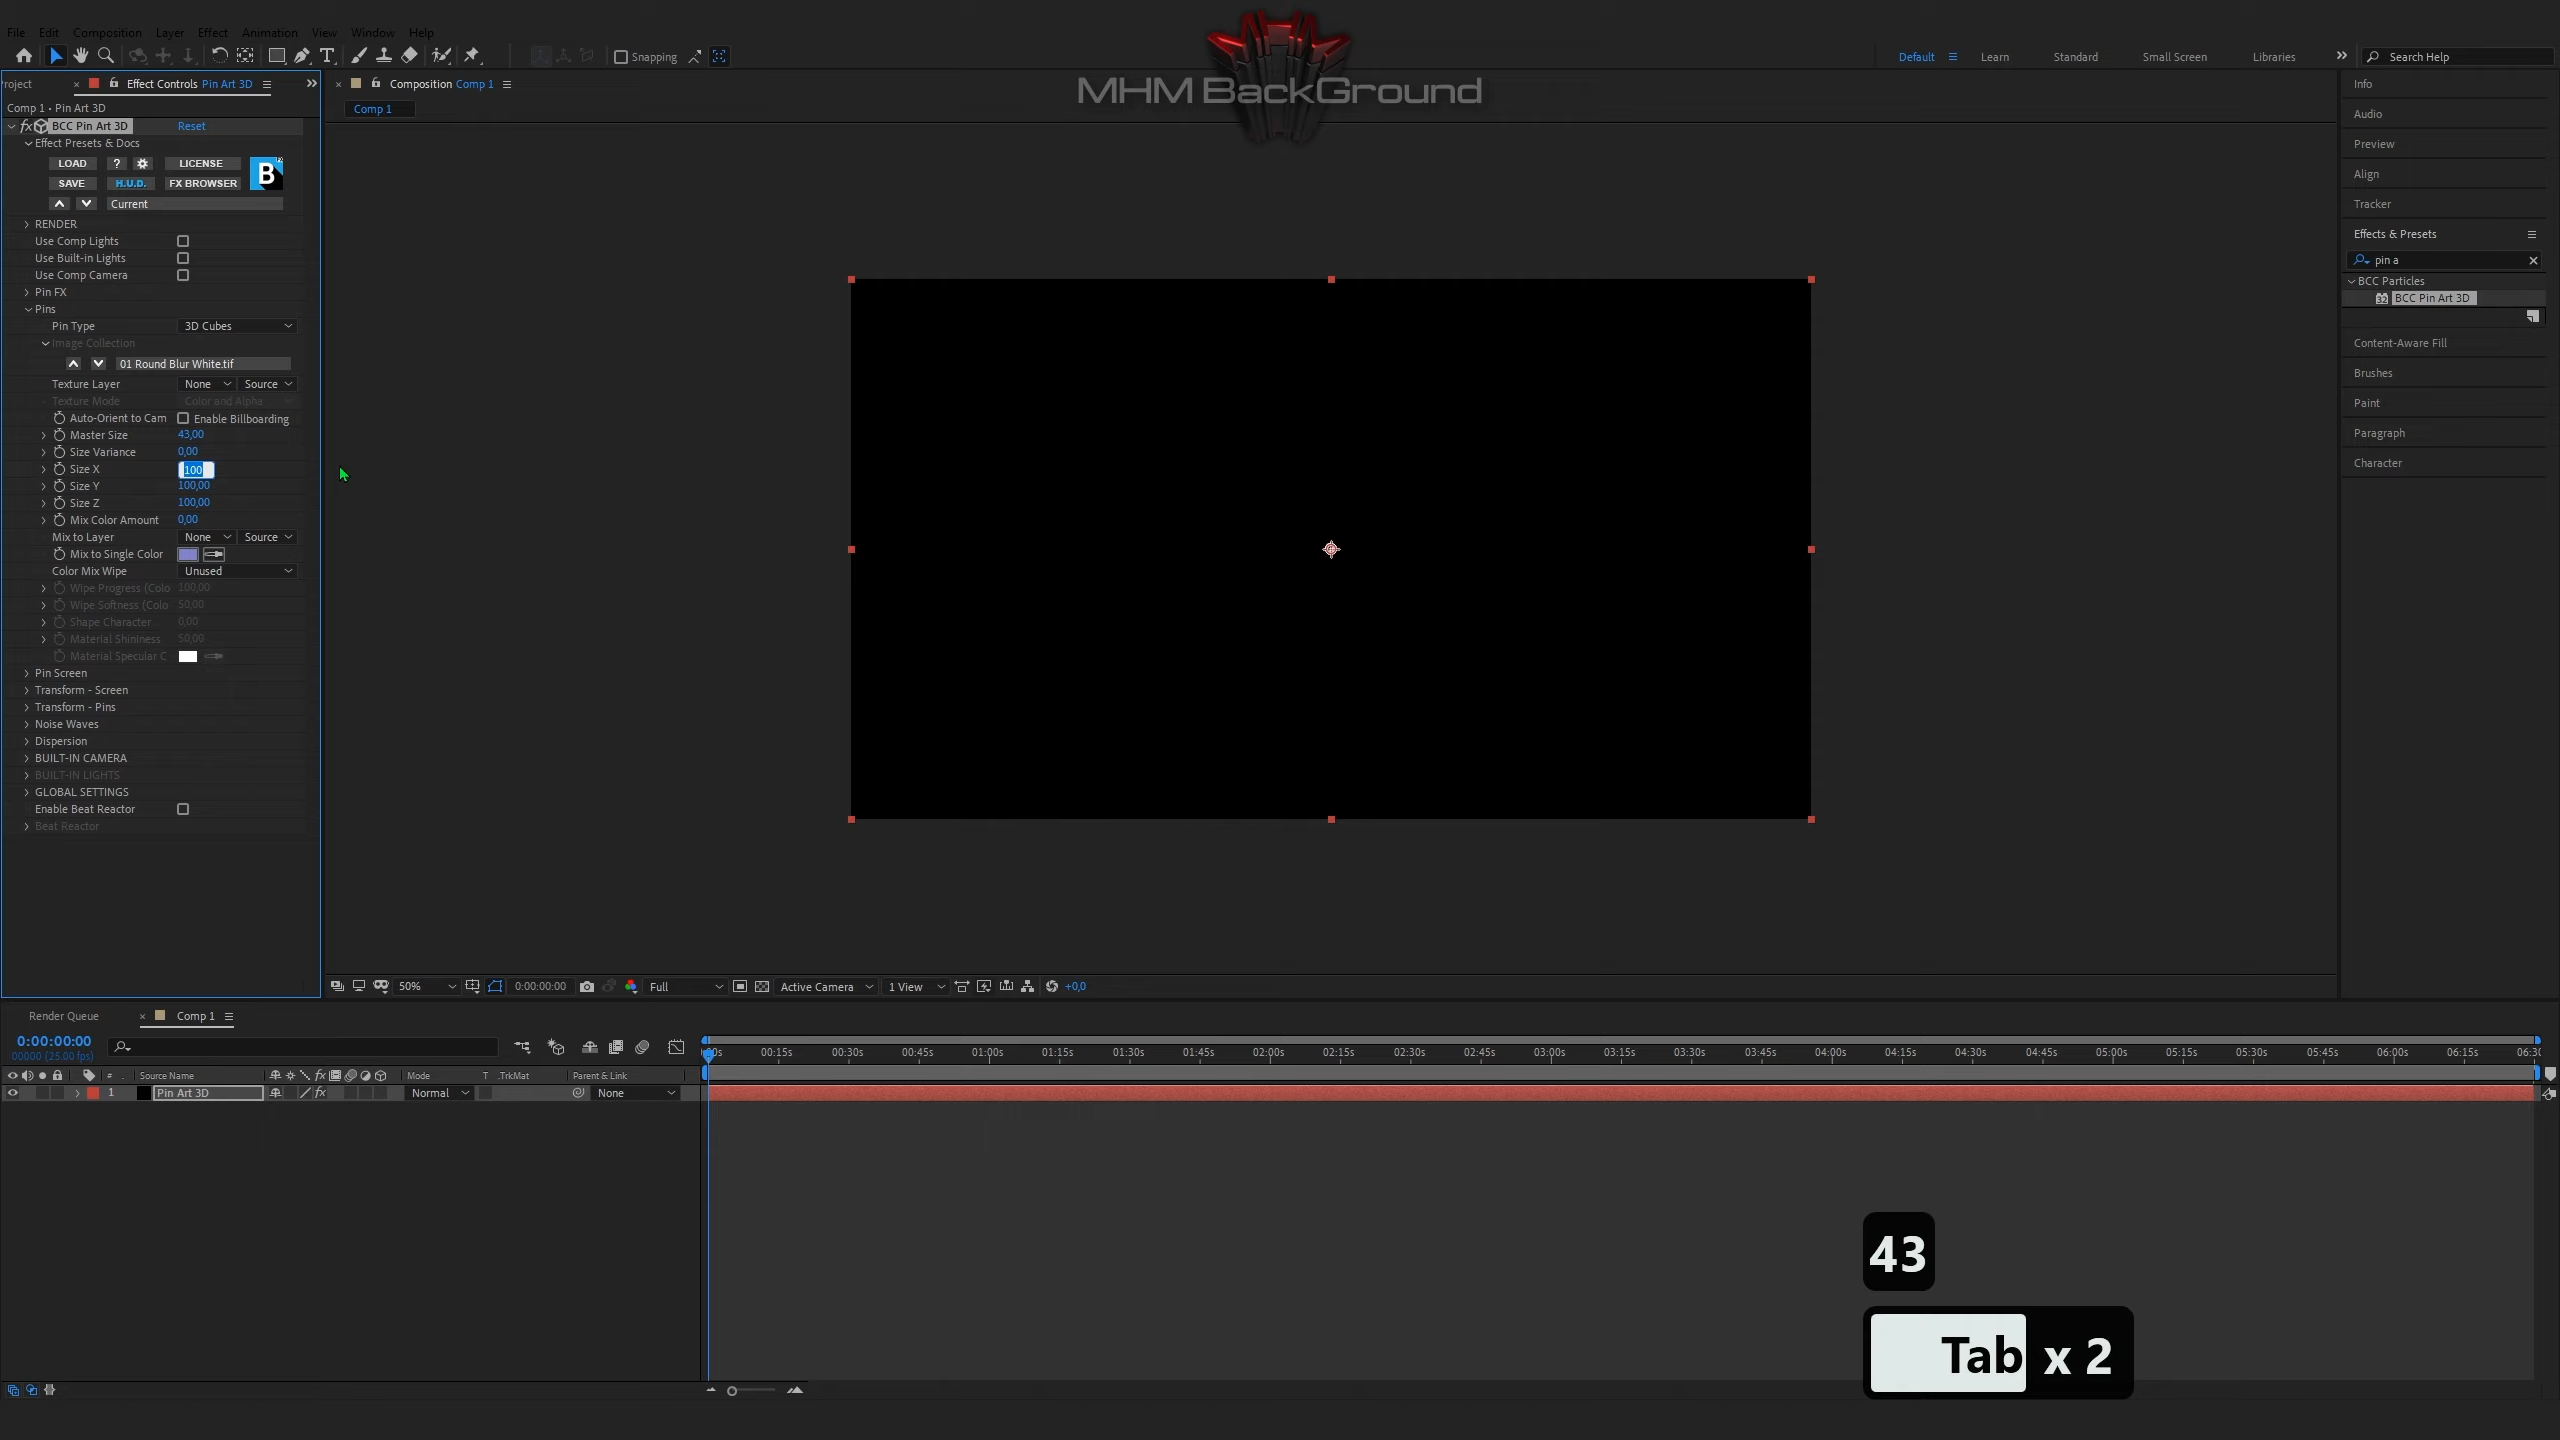 File Edit Composition Layer Effect Animation View Window Help
Snapping
Default Learn Standard Small Screen Libraries Search Help
MHM BackGround
roject Effect Controls Pin Art 3D
Composition Comp 1
Comp 1 • Pin Art 3D
Comp 1
fx BCC Pin Art 3D Reset
Effect Presets & Docs
LOAD ? LICENSE
SAVE H.U.D. FX BROWSER B
Current
RENDER
Use Comp Lights
Use Built-in Lights
Use Comp Camera
Pin FX
Pins
Pin Type 3D Cubes
Image Collection
01 Round Blur White.tif
Texture Layer None Source
Texture Mode Color and Alpha
Auto-Orient to Cam Enable Billboarding
Master Size 43,00
Size Variance 0,00
Size X 100
Size Y 100,00
Size Z 100,00
Mix Color Amount 0,00
Mix to Layer None Source
Mix to Single Color
Color Mix Wipe Unused
Wipe Progress (Colo 100,00
Wipe Softness (Colo 50,00
Shape Character 0,00
Material Shininess 50,00
Material Specular C
Pin Screen
Transform - Screen
Transform - Pins
Noise Waves
Dispersion
BUILT-IN CAMERA
BUILT-IN LIGHTS
GLOBAL SETTINGS
Enable Beat Reactor
Beat Reactor
Info
Audio
Preview
Align
Tracker
Effects & Presets
pin a
BCC Particles
32 BCC Pin Art 3D
Content-Aware Fill
Brushes
Paint
Paragraph
Character
50% 0:00:00:00 Full Active Camera 1 View +0,0
Render Queue Comp 1
0:00:00:00
00000 (25.00 fps)
00s 00:15s 00:30s 00:45s 01:00s 01:15s 01:30s 01:45s 02:00s 02:15s 02:30s 02:45s 03:00s 03:15s 03:30s 03:45s 04:00s 04:15s 04:30s 04:45s 05:00s 05:15s 05:30s 05:45s 06:00s 06:15s 06:30
# Source Name fx Mode T .TrkMat Parent & Link
1 Pin Art 3D fx Normal None
43
Tab x 2